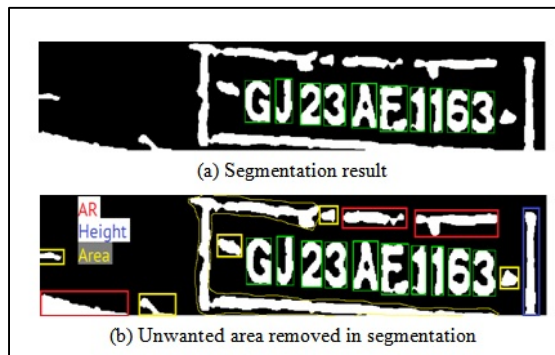 GJ23AE1163
(a) Segmentation result
AR
Height
Area
GJ23AE1163
(b) Unwanted area removed in segmentation